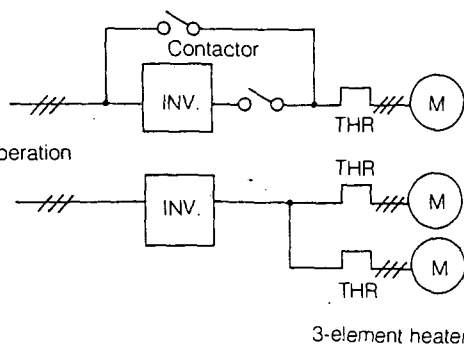 Contactor
INV.
M
THR
peration
THR
INV.
M
M
THR
3-element heater